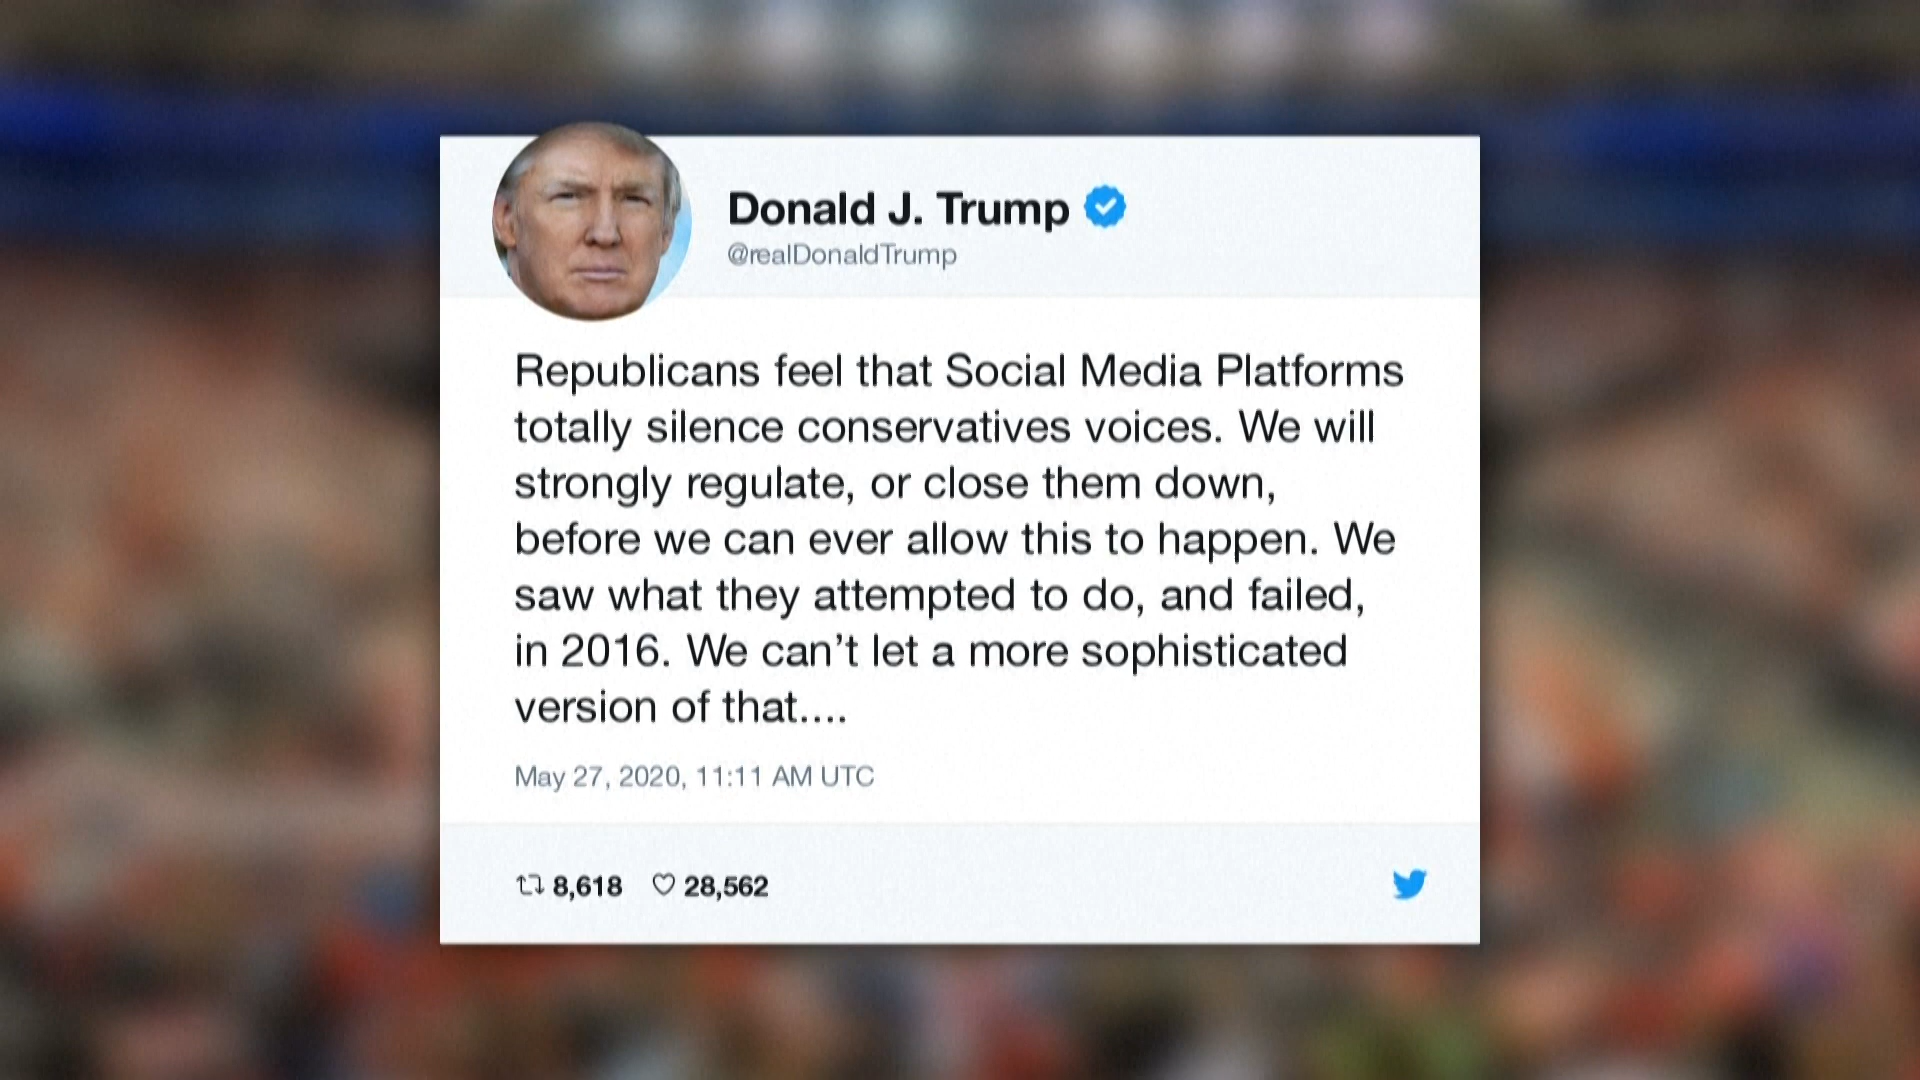 Donald J. Trump
@realDonaldTrump
Republicans feel that Social Media Platforms
totally silence conservatives voices. We will
strongly regulate, or close them down,
before we can ever allow this to happen. We
saw what they attempted to do, and failed,
in 2016. We can’t let a more sophisticated
version of that....
May 27, 2020, 11:11 AM UTC
8,618 28,562